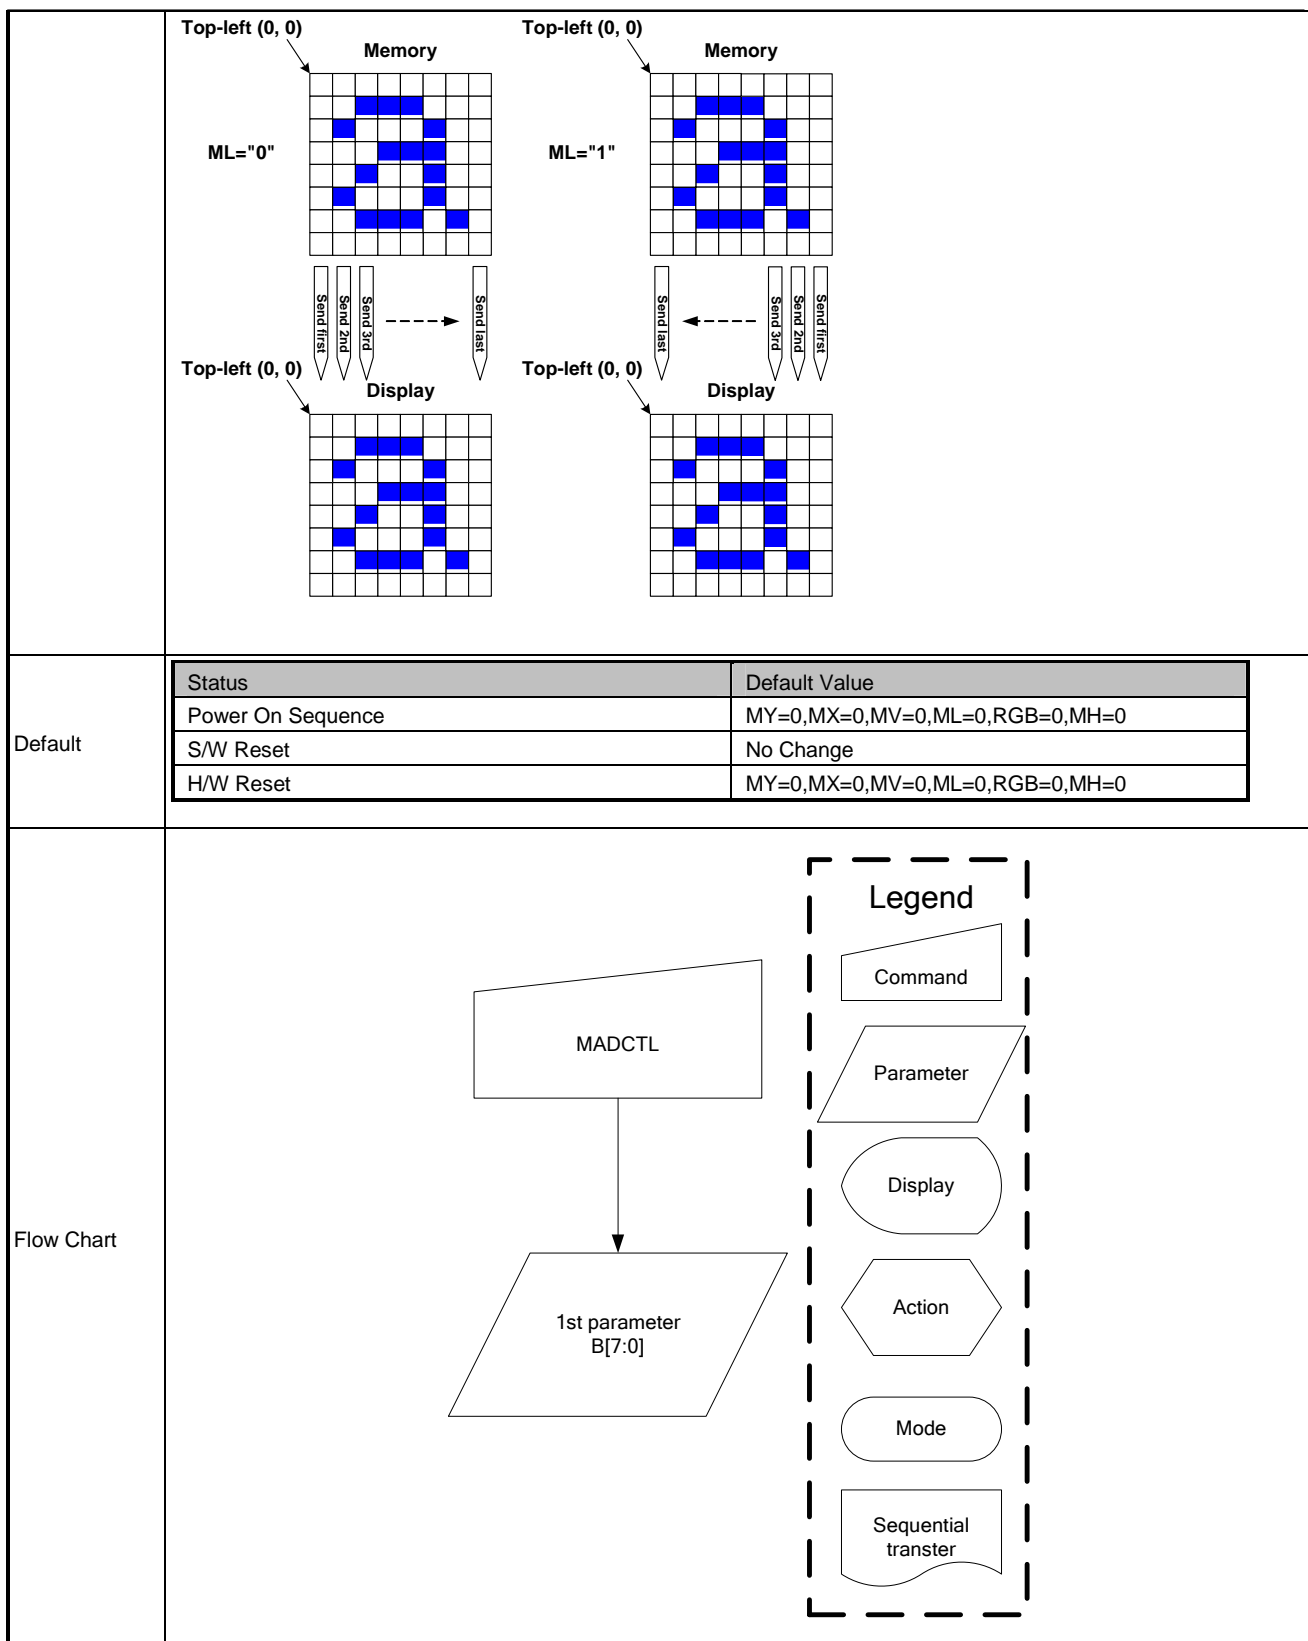 Top-left (0, 0)
Memory
ML="0"
Send first
Send 2nd
Send 3rd
Send last
Top-left (0, 0)
Display
Top-left (0, 0)
Memory
ML="1"
Send last
Send 3rd
Send 2nd
Send first
Top-left (0, 0)
Display
Default
Status Default Value
Power On Sequence MY=0,MX=0,MV=0,ML=0,RGB=0,MH=0
S/W Reset No Change
H/W Reset MY=0,MX=0,MV=0,ML=0,RGB=0,MH=0
Flow Chart
MADCTL
1st parameter
B[7:0]
Legend
Command
Parameter
Display
Action
Mode
Sequential
transter